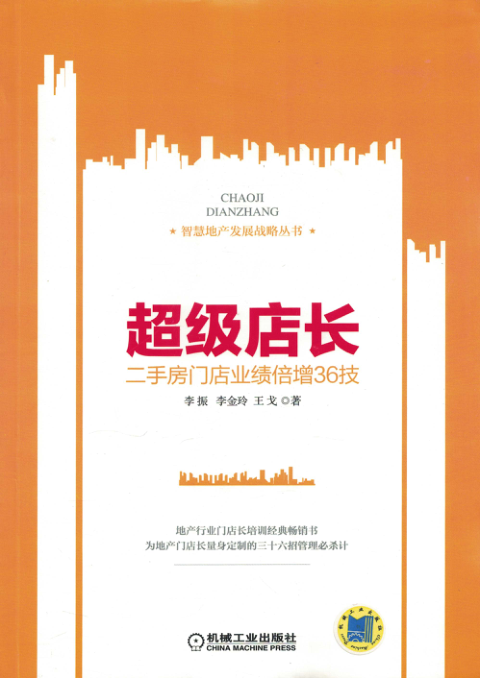 CHAOJI
DIANZHANG
★ 智慧地产发展战略丛书 ★
超级店长
二手房门店业绩倍增36技
李振 李金玲 王戈◎著
地产行业门店长培训经典畅销书
为地产门店长量身定制的三十六招管理必杀计
机械工业出版社
CHINA MACHINE PRESS